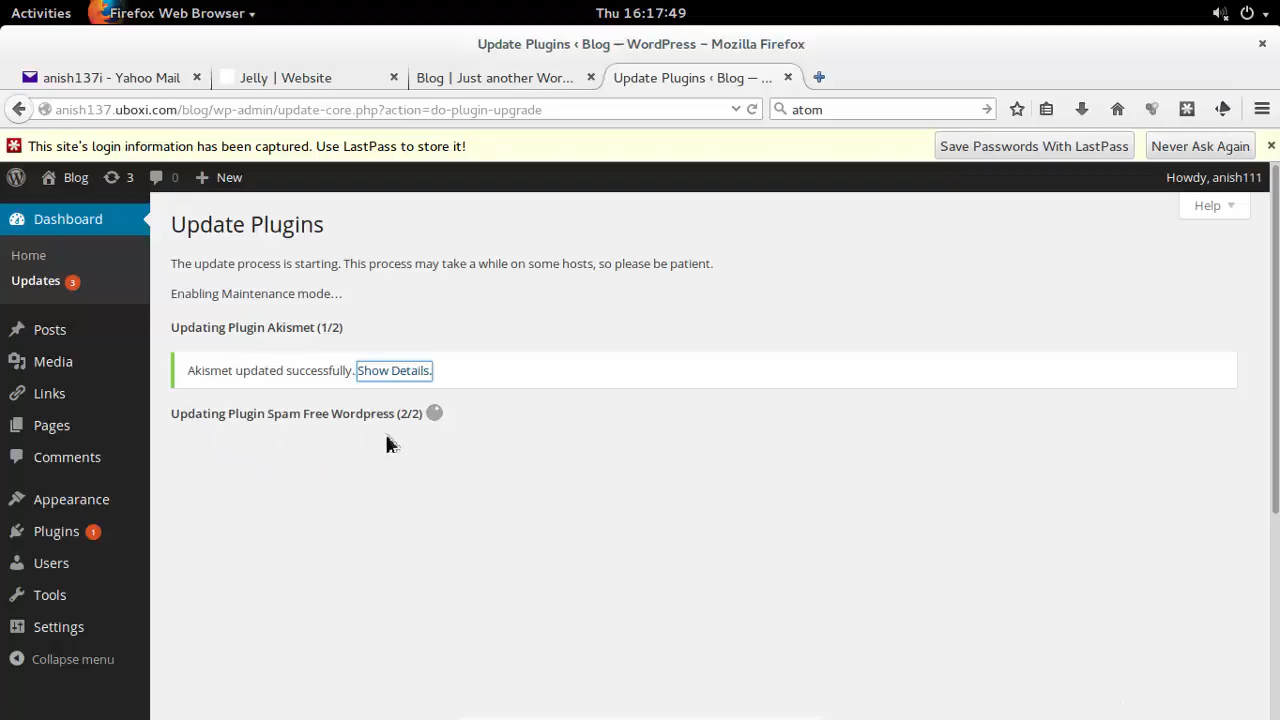 Activities Firefox Web Browser Thu 16:17:49
Update Plugins ‹ Blog — WordPress – Mozilla Firefox
anish137i - Yahoo Mail Jelly | Website Blog | Just another Wor... Update Plugins ‹ Blog — ...
anish137.uboxi.com/blog/wp-admin/update-core.php?action=do-plugin-upgrade atom
This site's login information has been captured. Use LastPass to store it! Save Passwords With LastPass Never Ask Again
Blog 3 0 New Howdy, anish111
Dashboard
Help
Update Plugins
Home
The update process is starting. This process may take a while on some hosts, so please be patient.
Updates 3
Enabling Maintenance mode…
Posts
Updating Plugin Akismet (1/2)
Media
Akismet updated successfully. Show Details.
Links
Updating Plugin Spam Free Wordpress (2/2)
Pages
Comments
Appearance
Plugins 1
Users
Tools
Settings
Collapse menu